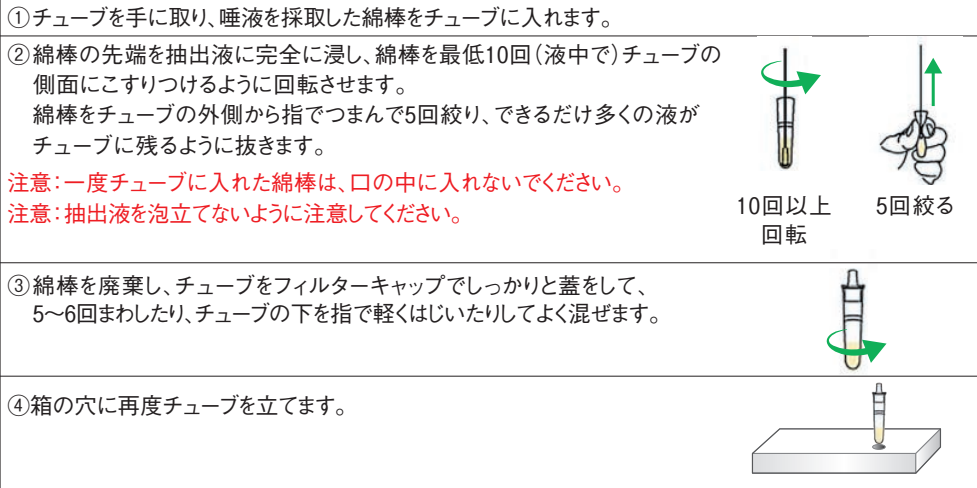 ①チューブを手に取り、唾液を採取した綿棒をチューブに入れます。
②綿棒の先端を抽出液に完全に浸し、綿棒を最低10回(液中で)チューブの
側面にこすりつけるように回転させます。
綿棒をチューブの外側から指でつまんで5回絞り、できるだけ多くの液が
チューブに残るように抜きます。
注意:一度チューブに入れた綿棒は、口の中に入れないでください。
注意:抽出液を泡立てないように注意してください。
10回以上
回転
5回絞る
③綿棒を廃棄し、チューブをフィルターキャップでしっかりと蓋をして、
5〜6回まわしたり、チューブの下を指で軽くはじいたりしてよく混ぜます。
④箱の穴に再度チューブを立てます。